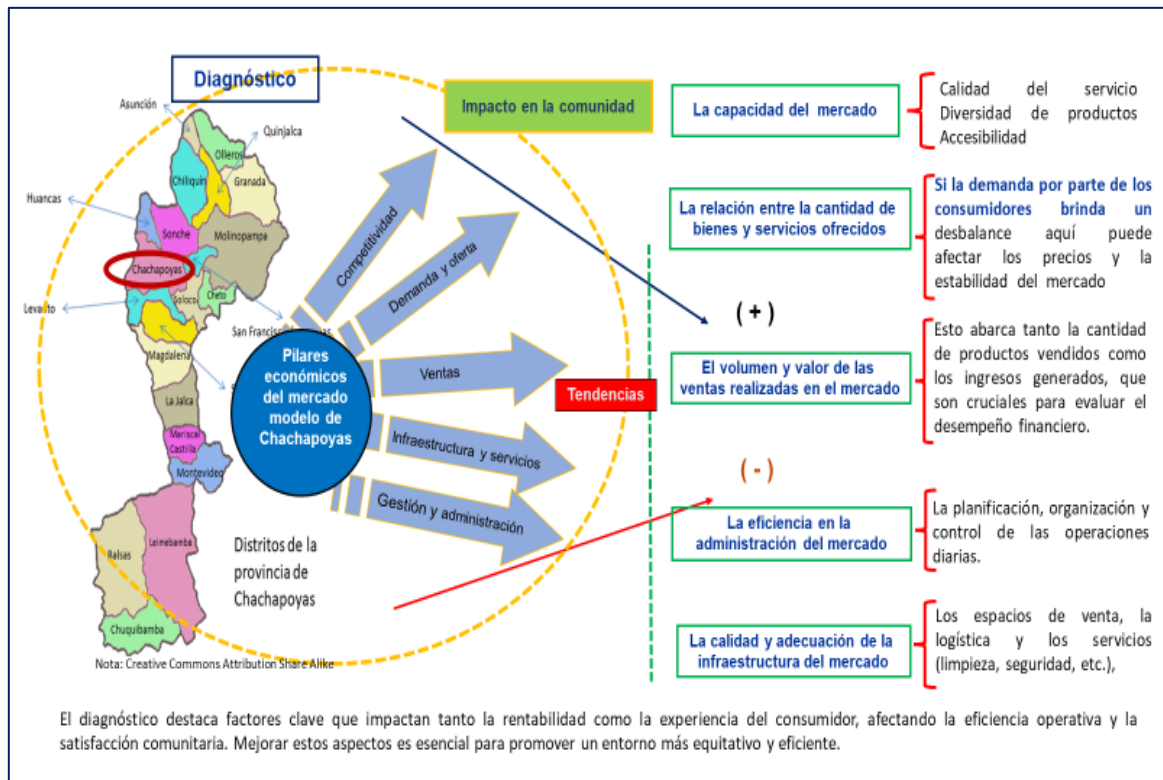 Diagnóstico
Asunción
Quinjalca
Olleros
Chiliquín
Granada
Huancas
Sonche
Molinopampa
Chachapoyas
Levanto
Soloco
Cheto
San Francisco
Magdalena
La Jalca
Mariscal
Castilla
Montevideo
Leimebamba
Chuquibamba
Distritos de la
provincia de
Chachapoyas
Nota: Creative Commons Attribution Share Alike
Pilares
económicos
del mercado
modelo de
Chachapoyas
Impacto en la comunidad
Competitividad
Demanda y oferta
Ventas
Infraestructura y servicios
Gestión y administración
Tendencias
La capacidad del mercado
Calidad del servicio
Diversidad de productos
Accesibilidad
La relación entre la cantidad de
bienes y servicios ofrecidos
Si la demanda por parte de los
consumidores brinda un
desbalance aquí puede
afectar los precios y la
estabilidad del mercado
( + )
El volumen y valor de las
ventas realizadas en el mercado
Esto abarca tanto la cantidad
de productos vendidos como
los ingresos generados, que
son cruciales para evaluar el
desempeño financiero.
( - )
La eficiencia en la
administración del mercado
La planificación, organización y
control de las operaciones
diarias.
La calidad y adecuación de la
infraestructura del mercado
Los espacios de venta, la
logística y los servicios
(limpieza, seguridad, etc.),
El diagnóstico destaca factores clave que impactan tanto la rentabilidad como la experiencia del consumidor, afectando la eficiencia operativa y la
satisfacción comunitaria. Mejorar estos aspectos es esencial para promover un entorno más equitativo y eficiente.